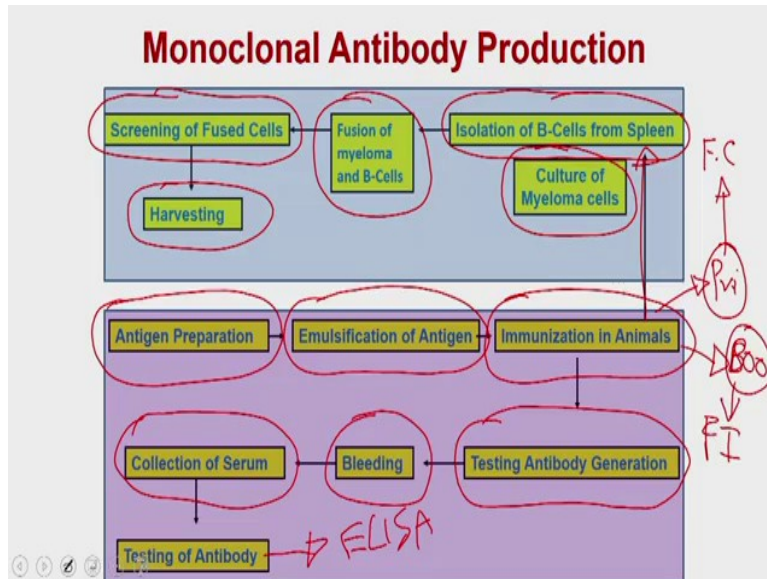 Monoclonal Antibody Production
Screening of Fused Cells
Fusion of
myeloma
and B-Cells
Isolation of B-Cells from Spleen
Culture of
Myeloma cells
Harvesting
F.C
Pri
Antigen Preparation
Emulsification of Antigen
Immunization in Animals
Boo
FI
Collection of Serum
Bleeding
Testing Antibody Generation
Testing of Antibody
ELISA